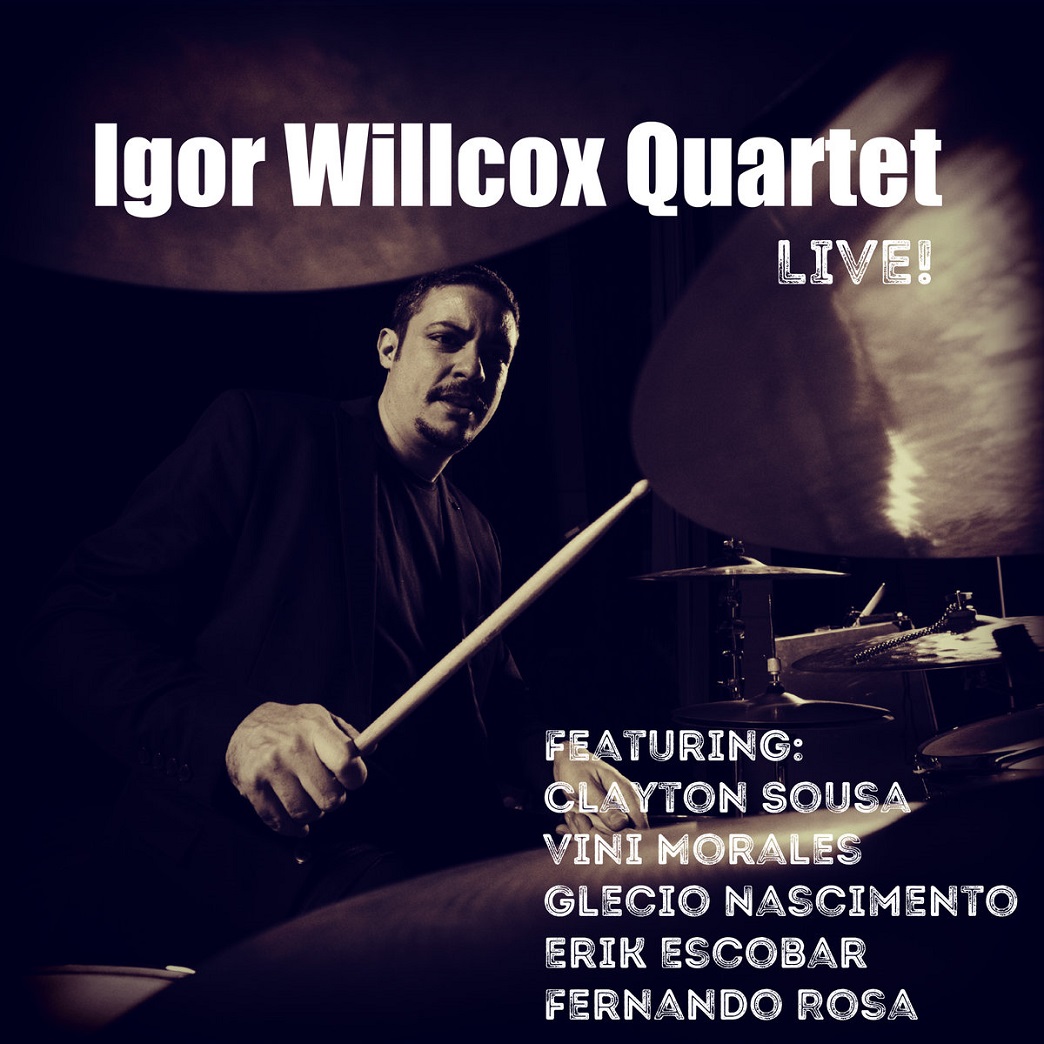 Igor Willcox Quartet
LIVE!
FEATURING:
CLAYTON SOUSA
VINI MORALES
GLECIO NASCIMENTO
ERIK ESCOBAR
FERNANDO ROSA